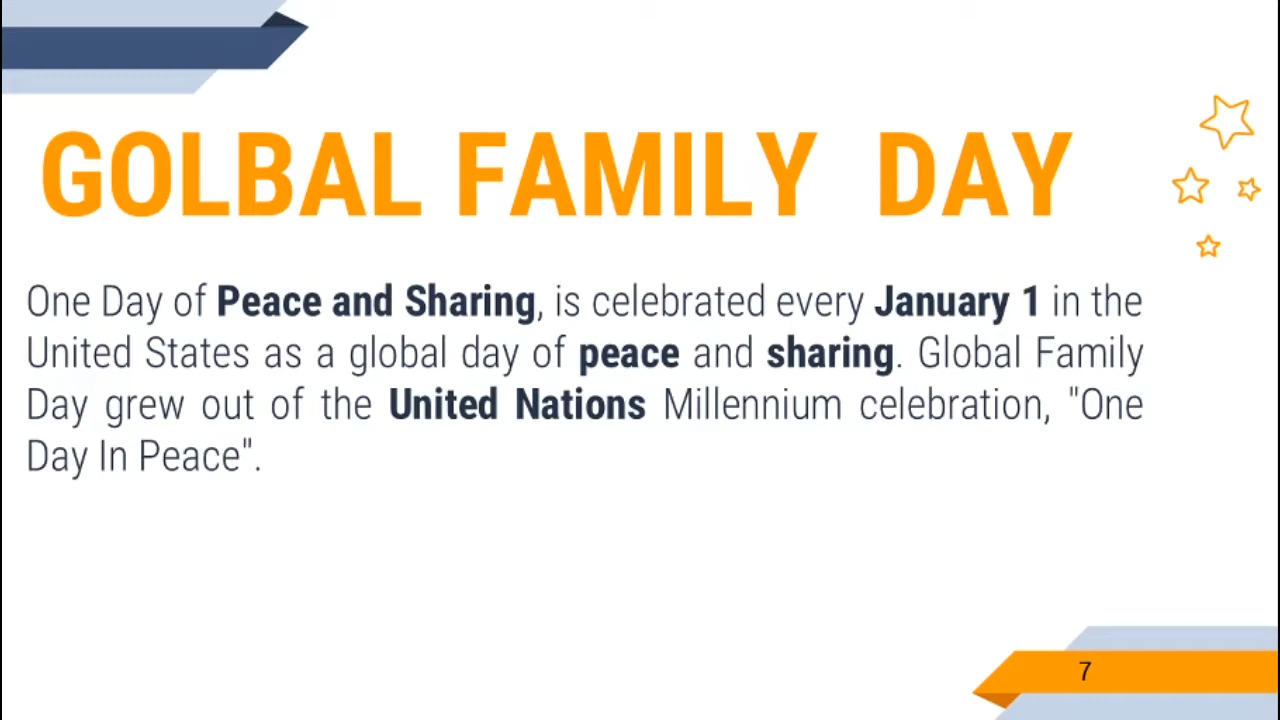 GOLBAL FAMILY DAY
One Day of Peace and Sharing, is celebrated every January 1 in the
United States as a global day of peace and sharing. Global Family
Day grew out of the United Nations Millennium celebration, "One
Day In Peace".
7